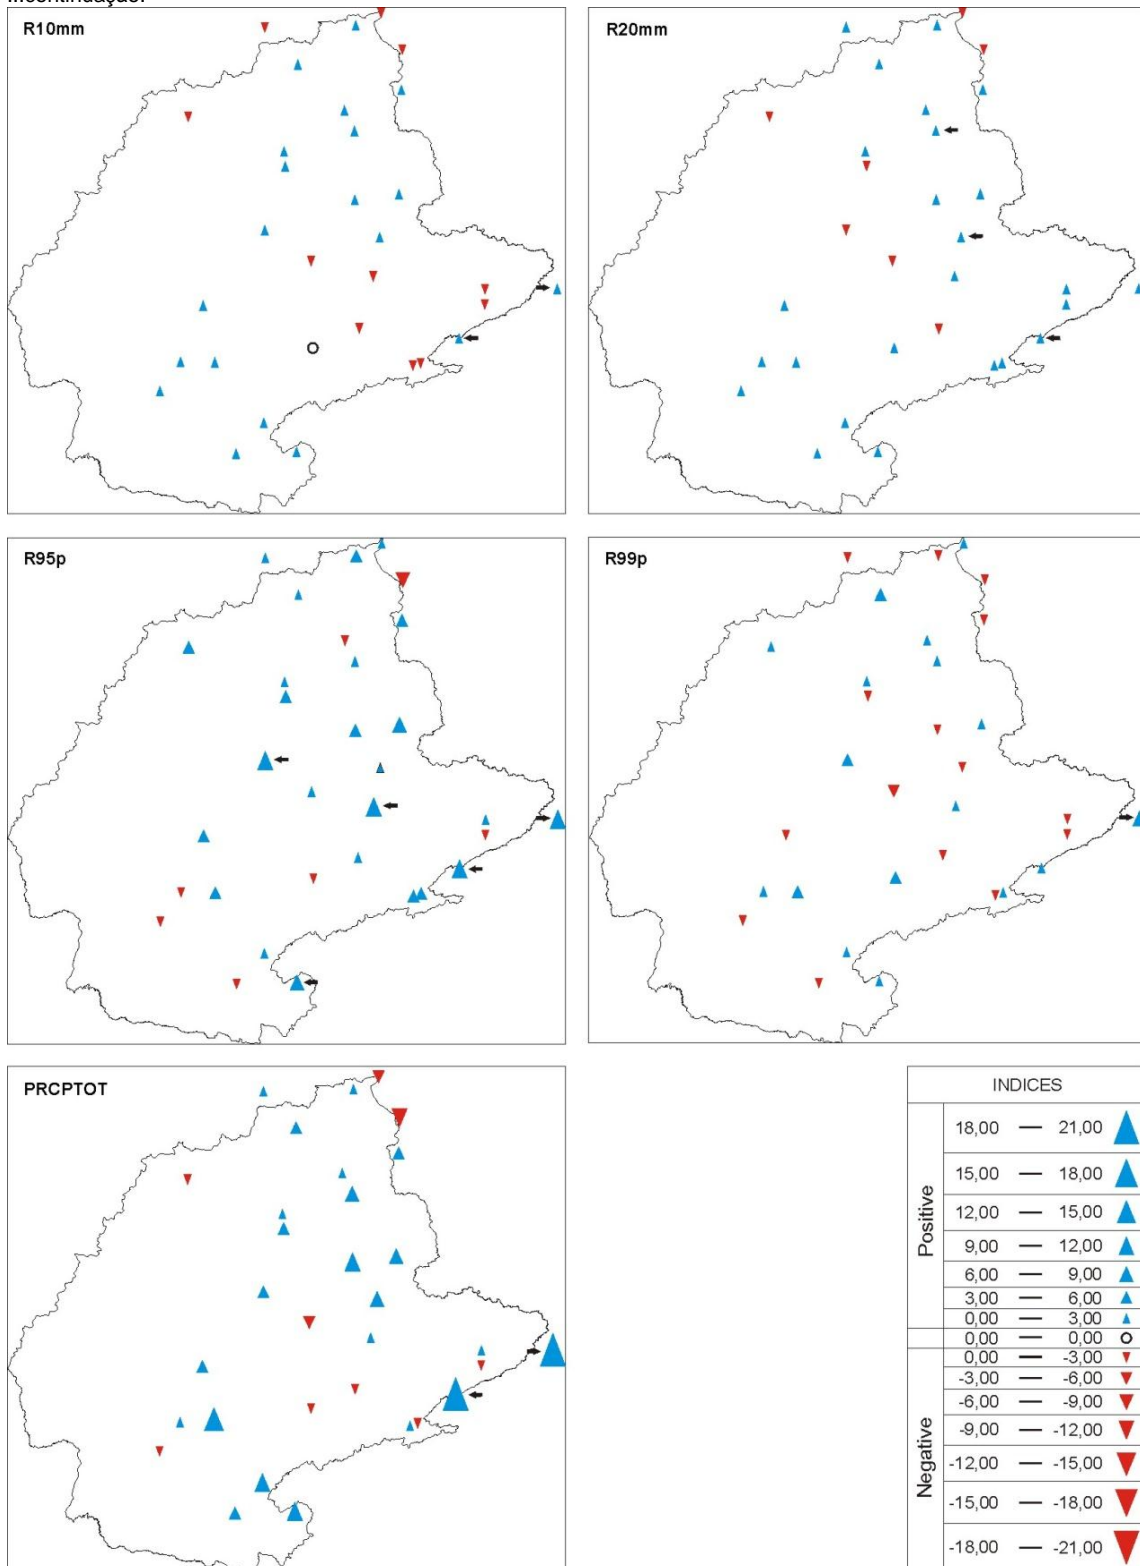 ...continuação.
R10mm
R20mm
R95p
R99p
PRCPTOT
INDICES
Positive
18,00 — 21,00
15,00 — 18,00
12,00 — 15,00
9,00 — 12,00
6,00 — 9,00
3,00 — 6,00
0,00 — 3,00
0,00 — 0,00
Negative
0,00 — -3,00
-3,00 — -6,00
-6,00 — -9,00
-9,00 — -12,00
-12,00 — -15,00
-15,00 — -18,00
-18,00 — -21,00